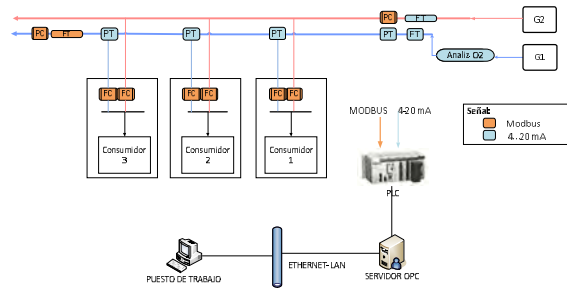 PC
FT
G2
PC
FT
PT
PT
PT
PT
FT
Analiz O2
G1
FC
FC
FC
FC
FC
FC
Consumidor
3
Consumidor
2
Consumidor
1
MODBUS
4-20 mA
Señal:
Modbus
4...20 mA
PLC
PUESTO DE TRABAJO
ETHERNET-LAN
SERVIDOR OPC